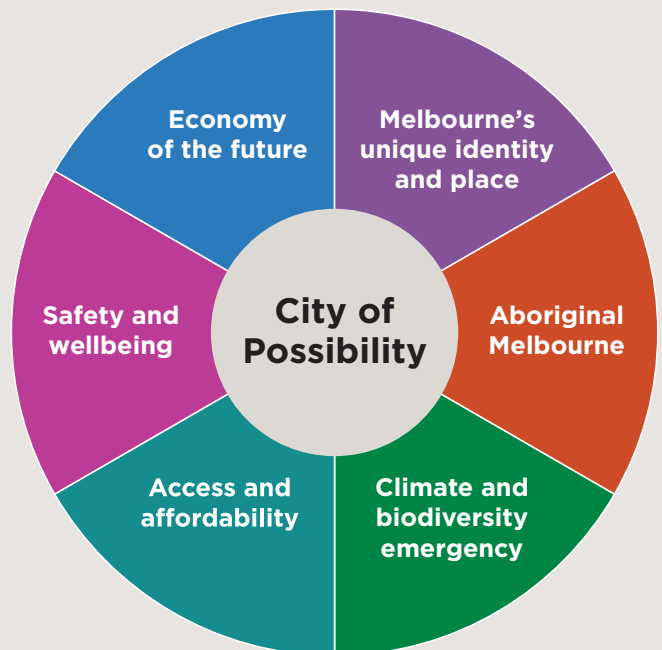 Economy
of the future
Melbourne’s
unique identity
and place
Safety and
wellbeing
City of
Possibility
Aboriginal
Melbourne
Access and
affordability
Climate and
biodiversity
emergency